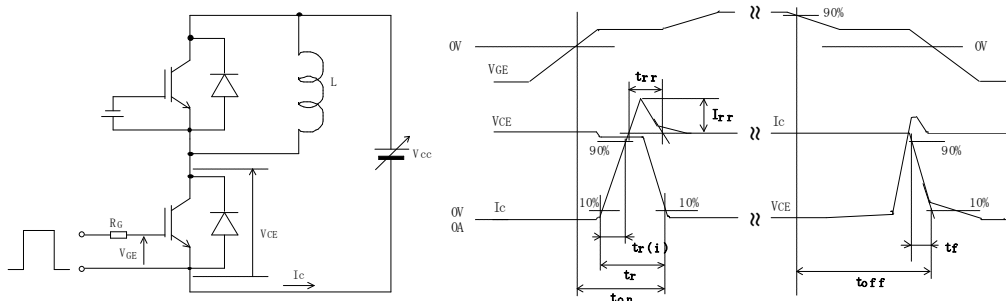 L
Vcc
RG
VGE
VCE
Ic
0V
VGE
trr
Irr
VCE
90%
Ic
10%
10%
0V
0A
tr(i)
tr
ton
90%
0V
Ic
90%
VCE
10%
tf
toff